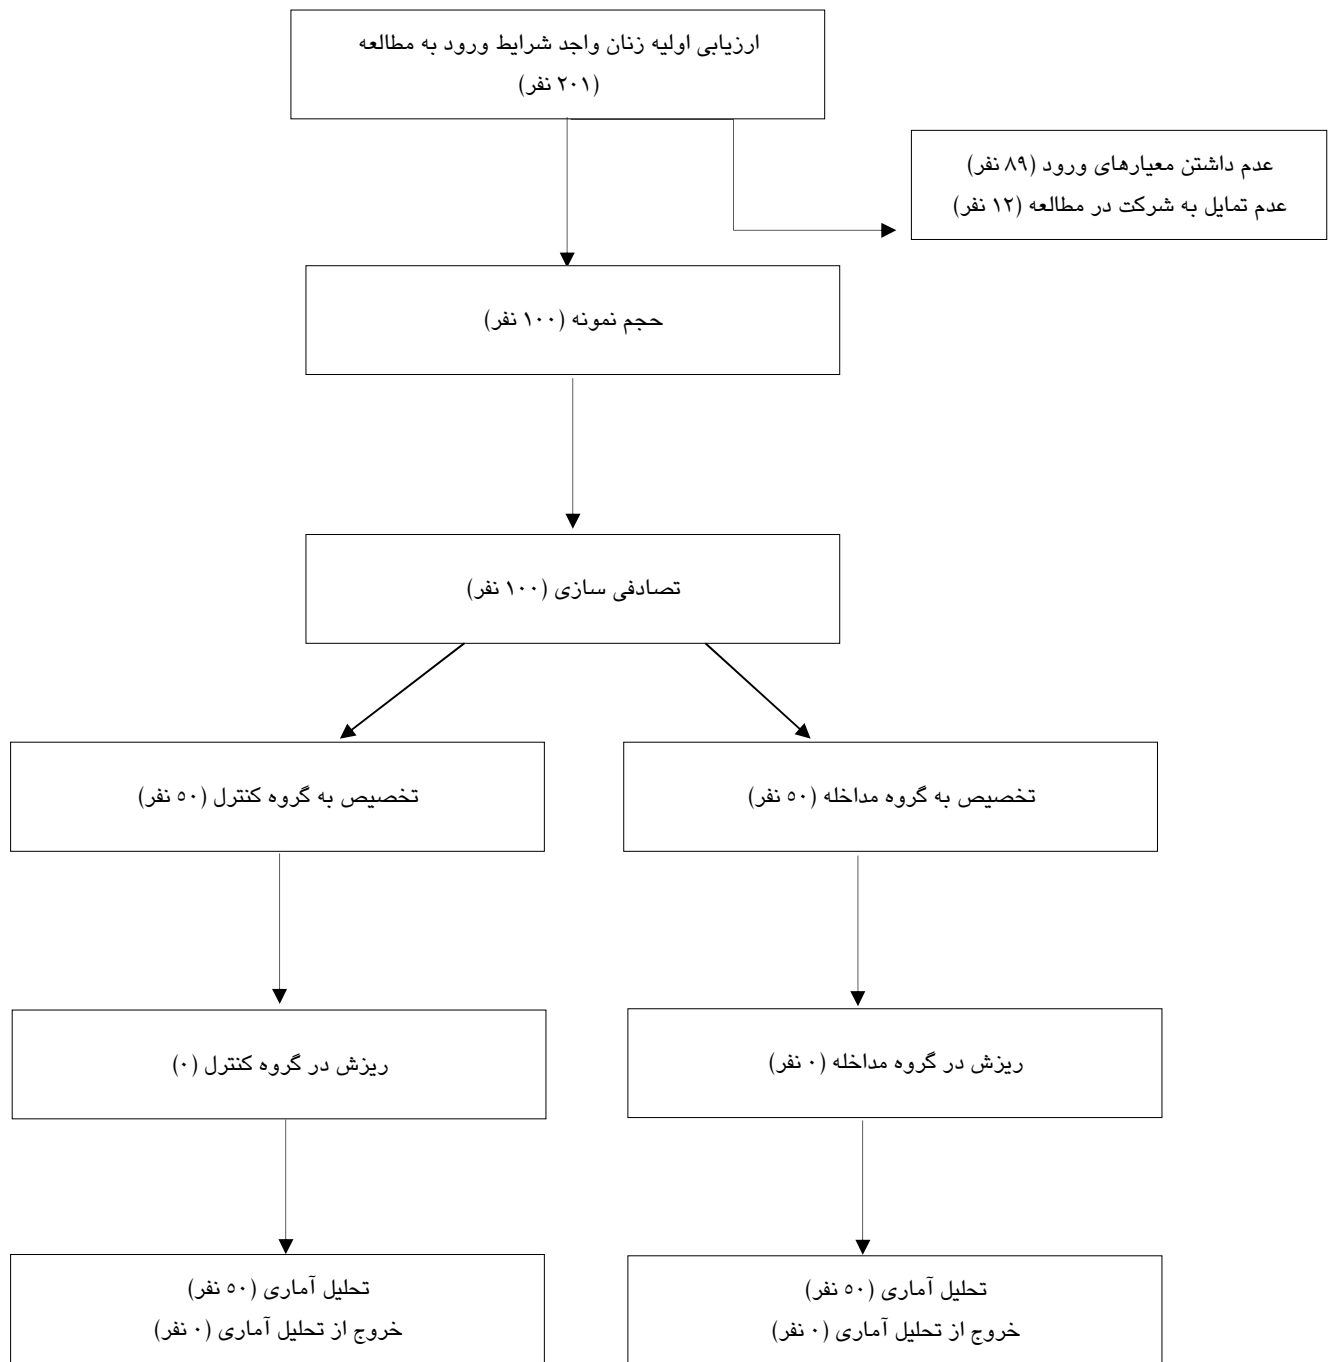 ارزیابی اولیه زنان واجد شرایط ورود به مطالعه
(۲۰۱ نفر)
عدم داشتن معیارهای ورود (۸۹ نفر)
عدم تمایل به شرکت در مطالعه (۱۲ نفر)
حجم نمونه (۱۰۰ نفر)
تصادفی سازی (۱۰۰ نفر)
تخصیص به گروه مداخله (۵۰ نفر)
تخصیص به گروه کنترل (۵۰ نفر)
ریزش در گروه مداخله (۰ نفر)
ریزش در گروه کنترل (۰)
تحلیل آماری (۵۰ نفر)
خروج از تحلیل آماری (۰ نفر)
تحلیل آماری (۵۰ نفر)
خروج از تحلیل آماری (۰ نفر)